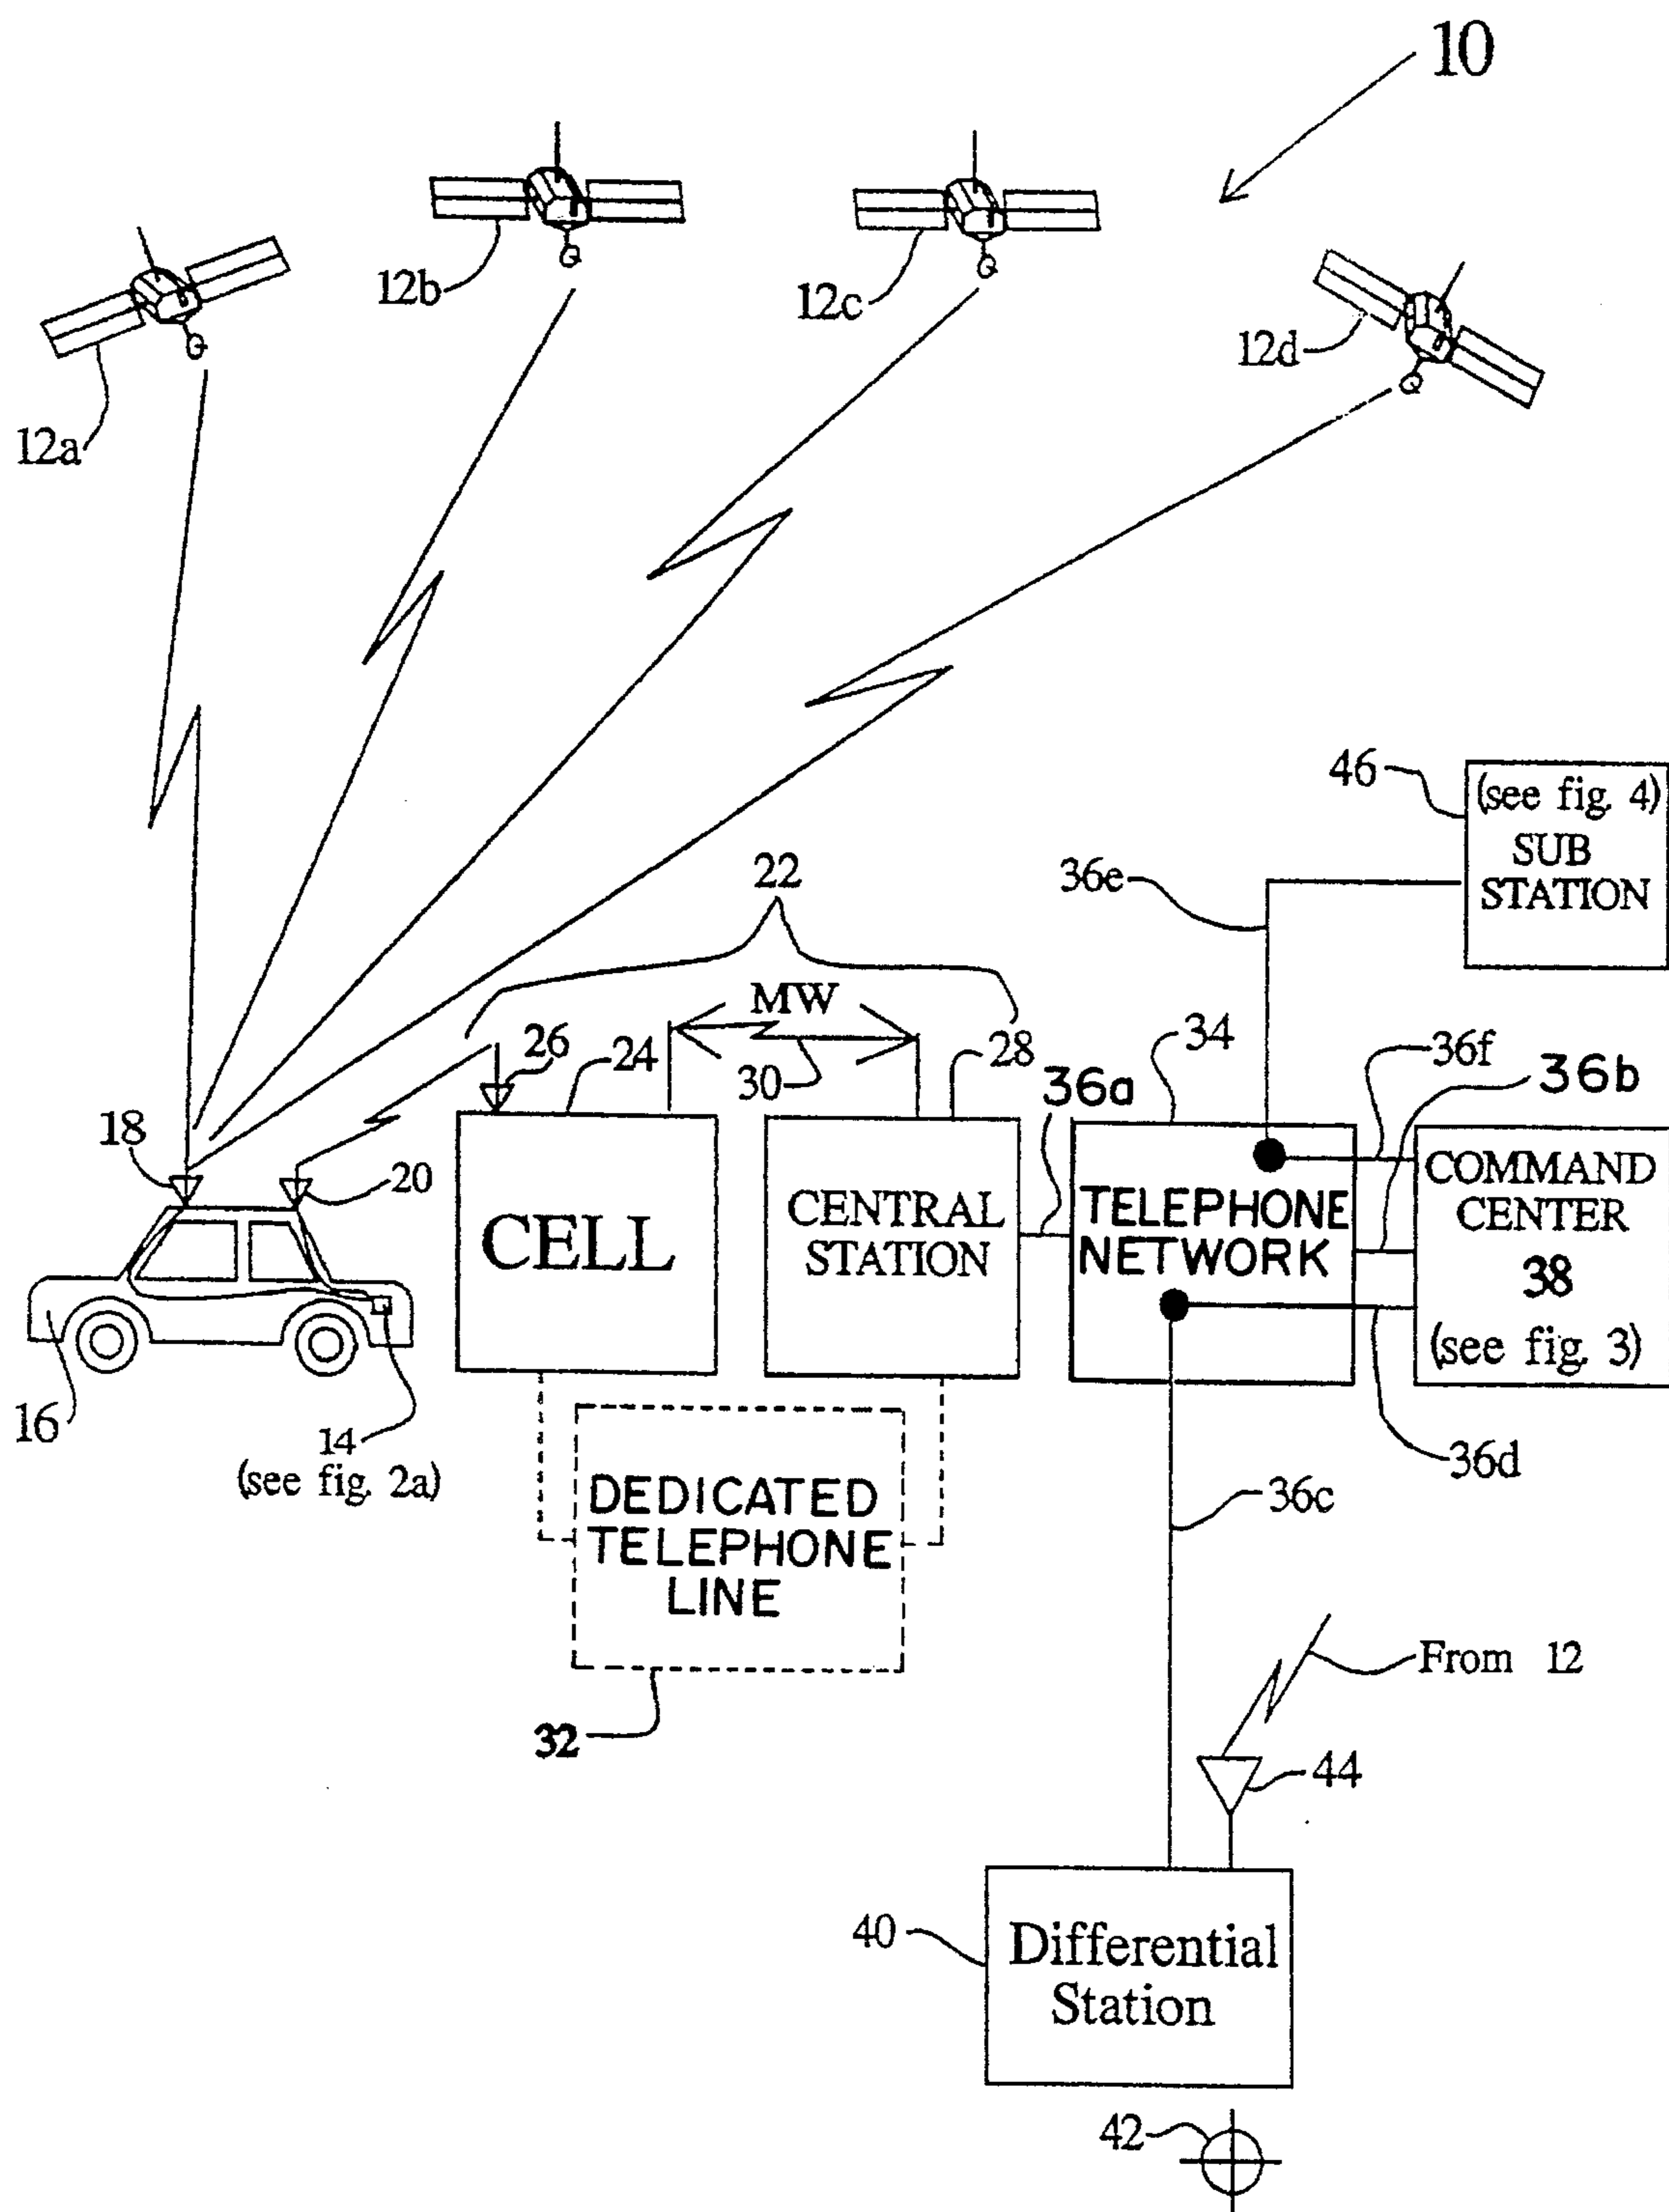 10
12b
12c
12d
12a
46
(see fig. 4)
SUB
STATION
22
36e
MW
26
24
30
28
36a
34
36f
36b
18
20
CELL
CENTRAL
STATION
TELEPHONE
NETWORK
COMMAND
CENTER
38
(see fig. 3)
16
14
(see fig. 2a)
36d
DEDICATED
TELEPHONE
LINE
36c
From 12
32
44
40
Differential
Station
42